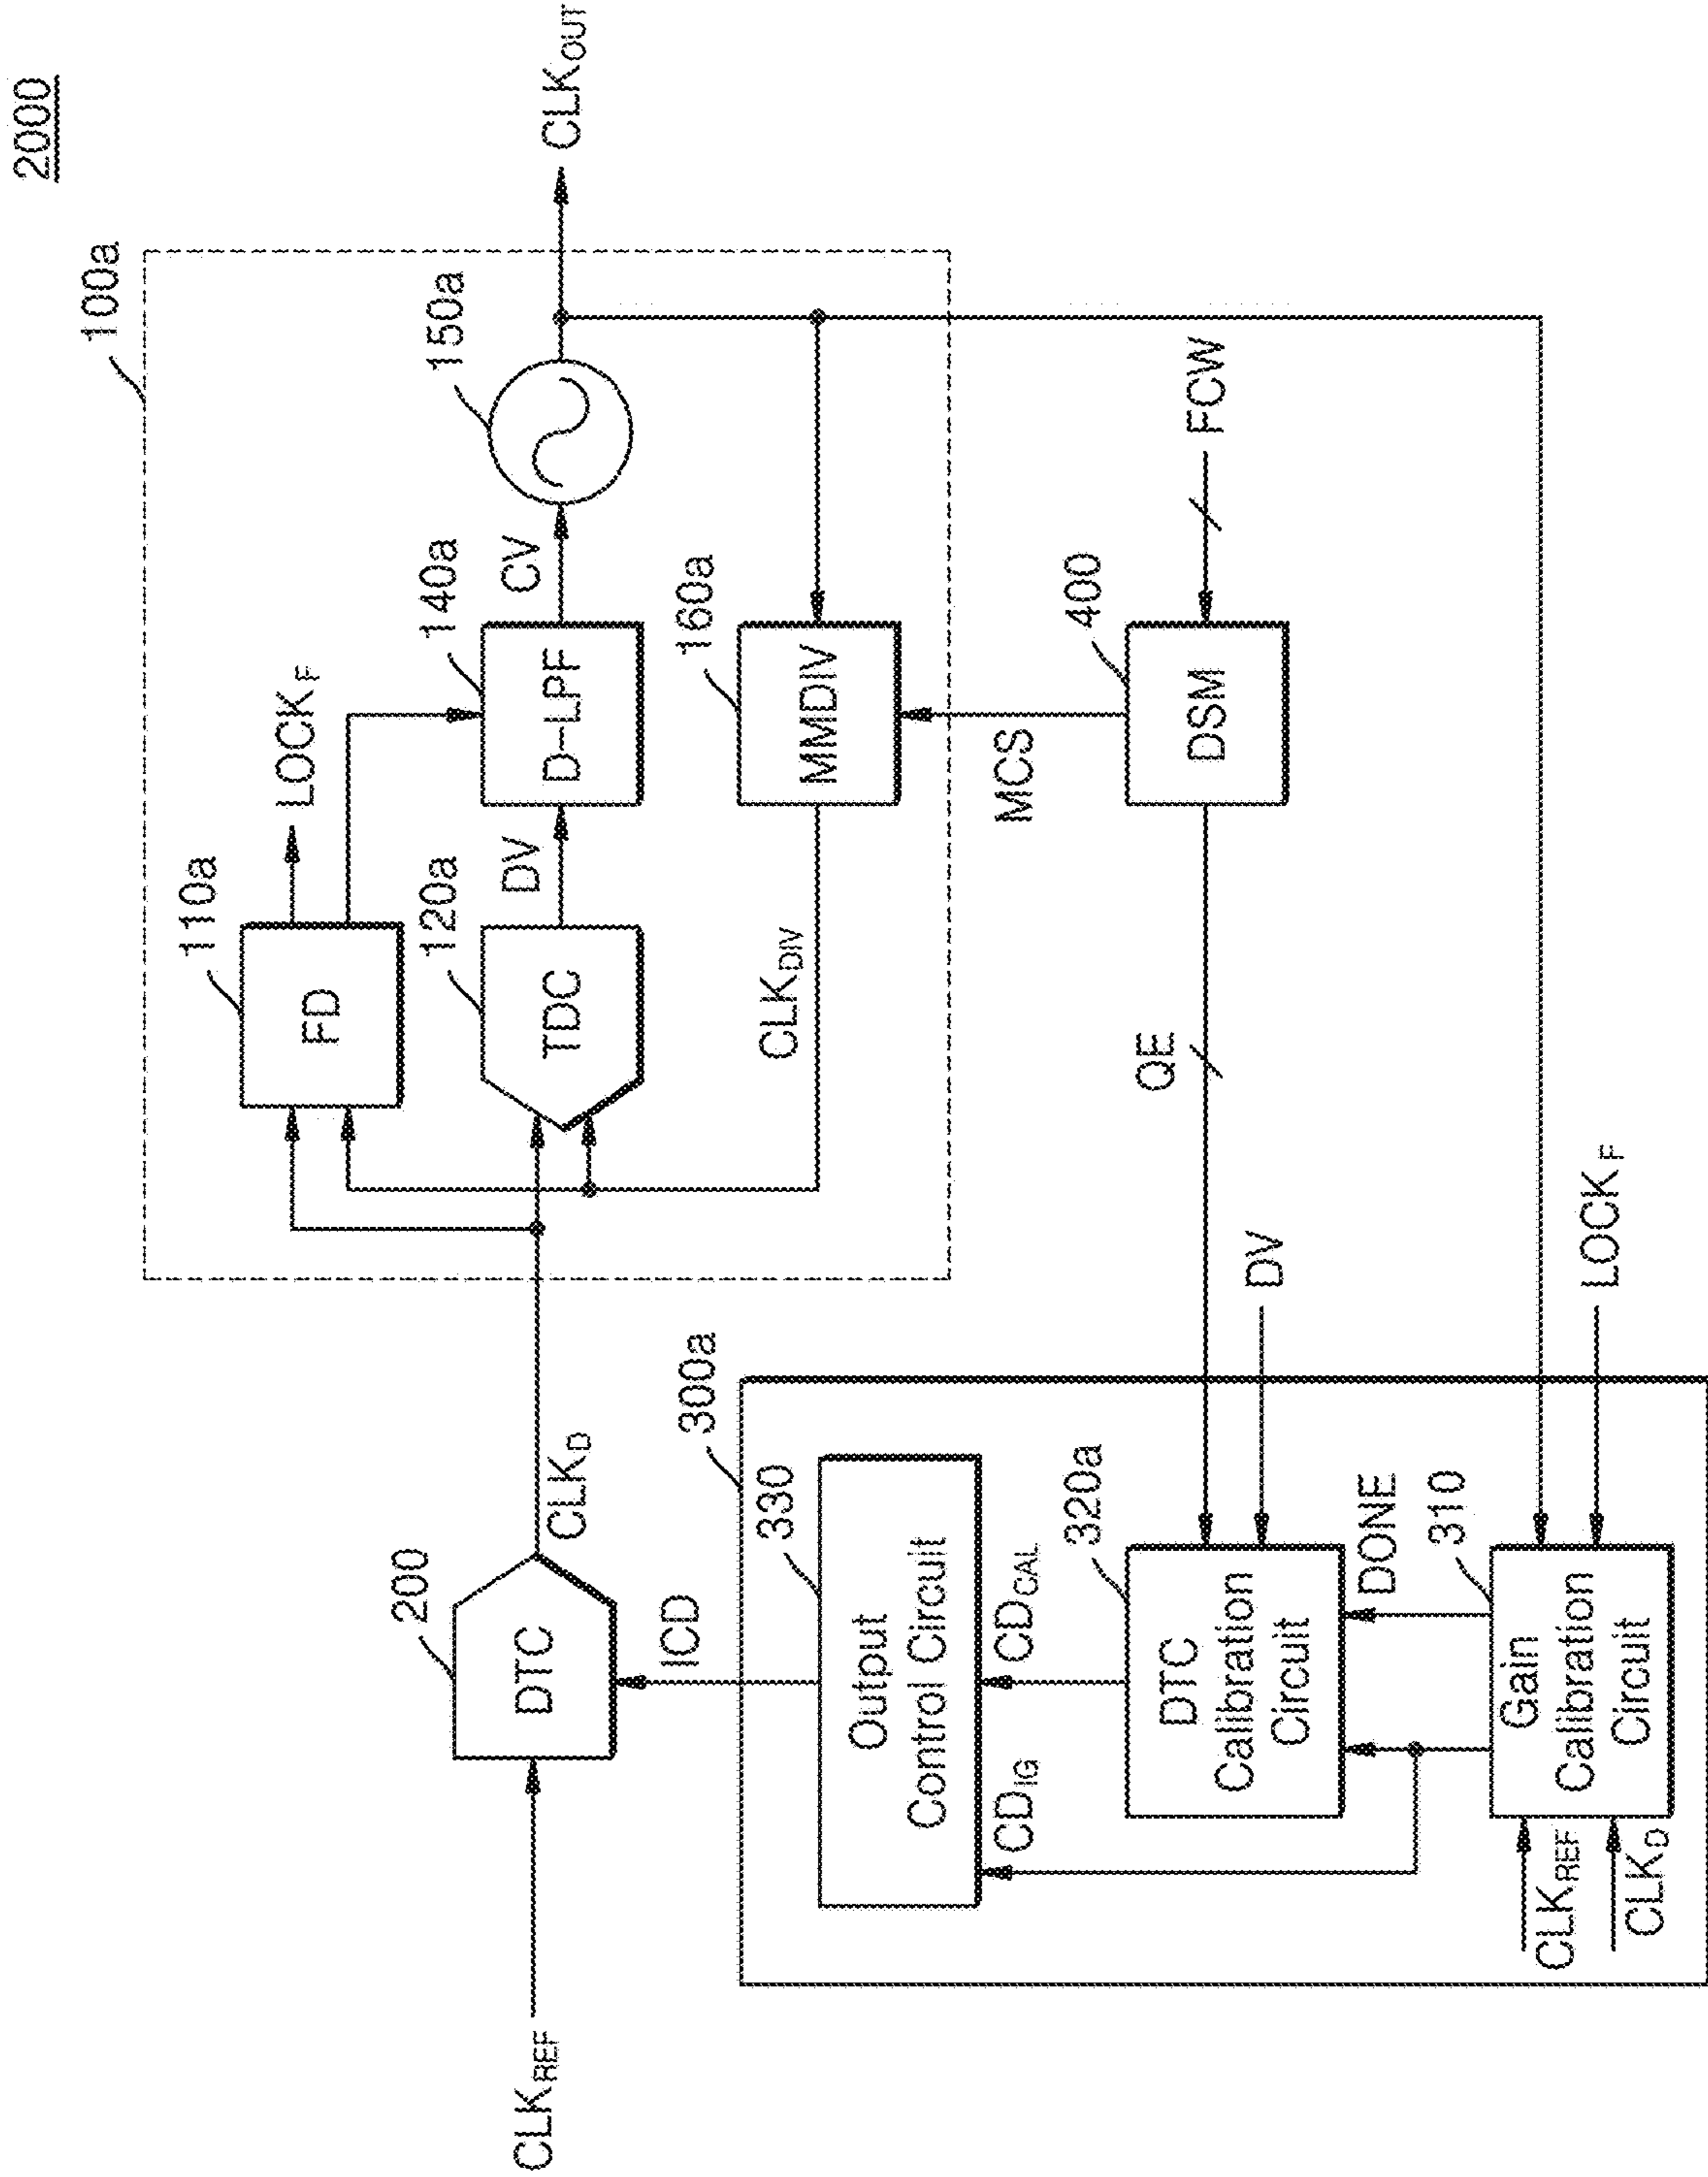 2000
100a
110a
LOCKF
FD
120a
140a
150a
TDC
DV
D-LPF
CV
CLKOUT
160a
CLKDIV
MMDIV
MCS
200
CLKREF
DTC
CLKD
ICD
300a
330
Output
Control Circuit
CDIG
CDCAL
320a
DTC
Calibration
Circuit
QE
400
DSM
FCW
DV
DONE
310
Gain
Calibration
Circuit
CLKREF
CLKD
LOCKF